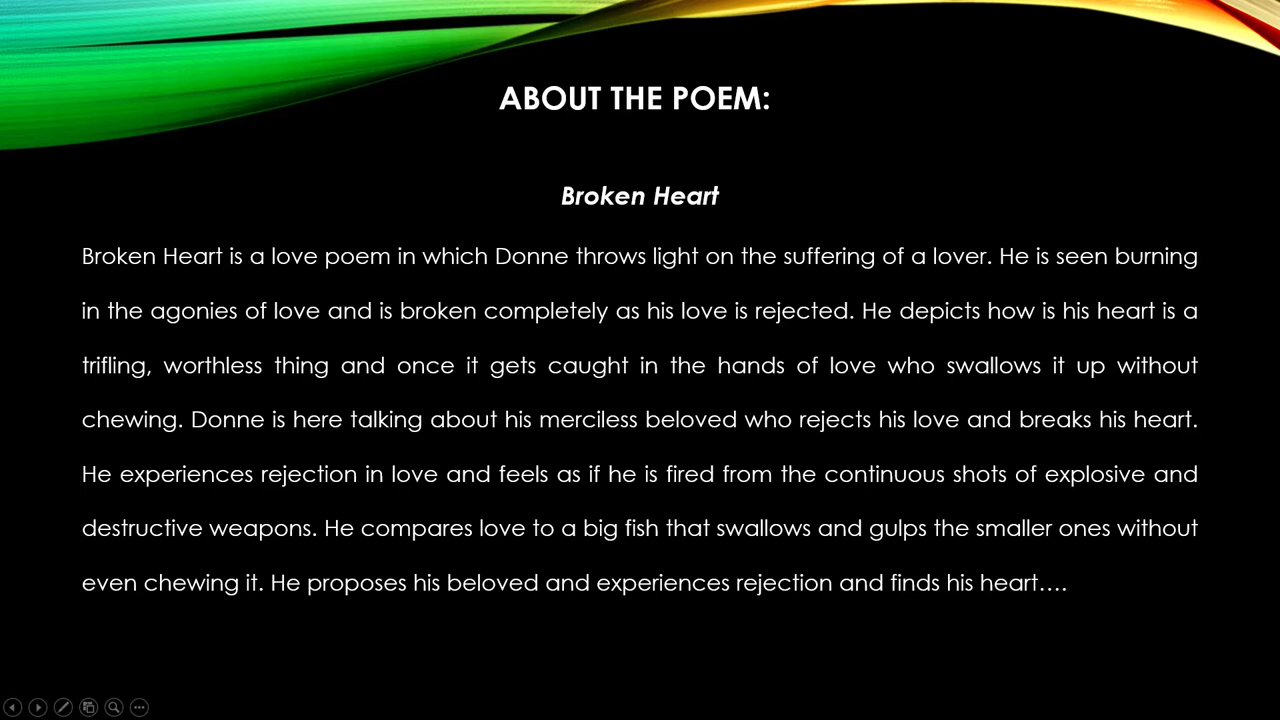 ABOUT THE POEM:
Broken Heart
Broken Heart is a love poem in which Donne throws light on the suffering of a lover. He is seen burning
in the agonies of love and is broken completely as his love is rejected. He depicts how is his heart is a
trifling, worthless thing and once it gets caught in the hands of love who swallows it up without
chewing. Donne is here talking about his merciless beloved who rejects his love and breaks his heart.
He experiences rejection in love and feels as if he is fired from the continuous shots of explosive and
destructive weapons. He compares love to a big fish that swallows and gulps the smaller ones without
even chewing it. He proposes his beloved and experiences rejection and finds his heart....